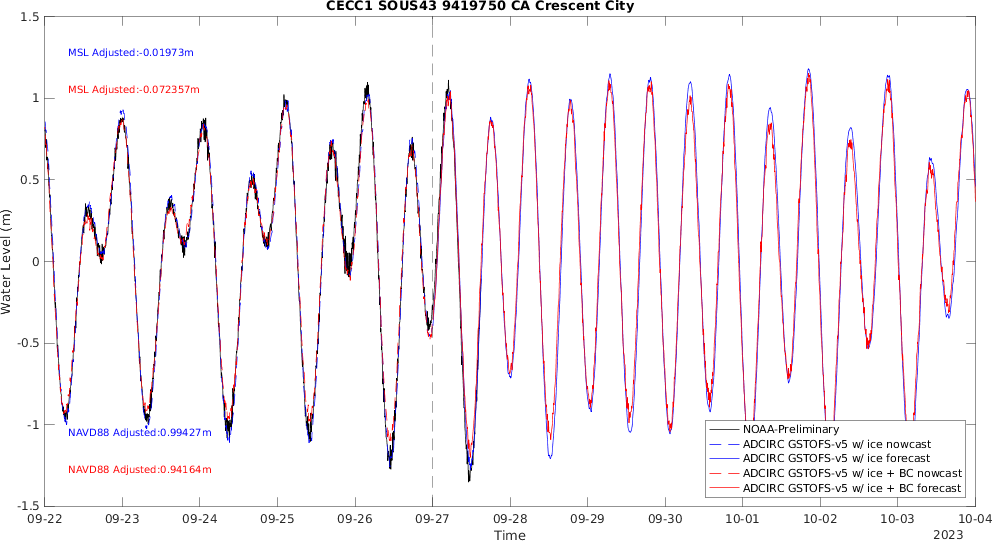 CECC1 SOUS43 9419750 CA Crescent City
1.5
1
0.5
0
-0.5
-1
-1.5
Water Level (m)
MSL Adjusted:-0.01973m
MSL Adjusted:-0.072357m
NAVD88 Adjusted:0.99427m
NAVD88 Adjusted:0.94164m
NOAA-Preliminary
ADCIRC GSTOFS-v5 w/ ice nowcast
ADCIRC GSTOFS-v5 w/ ice forecast
ADCIRC GSTOFS-v5 w/ ice + BC nowcast
ADCIRC GSTOFS-v5 w/ ice + BC forecast
09-22 09-23 09-24 09-25 09-26 09-27 09-28 09-29 09-30 10-01 10-02 10-03 10-04
Time
2023